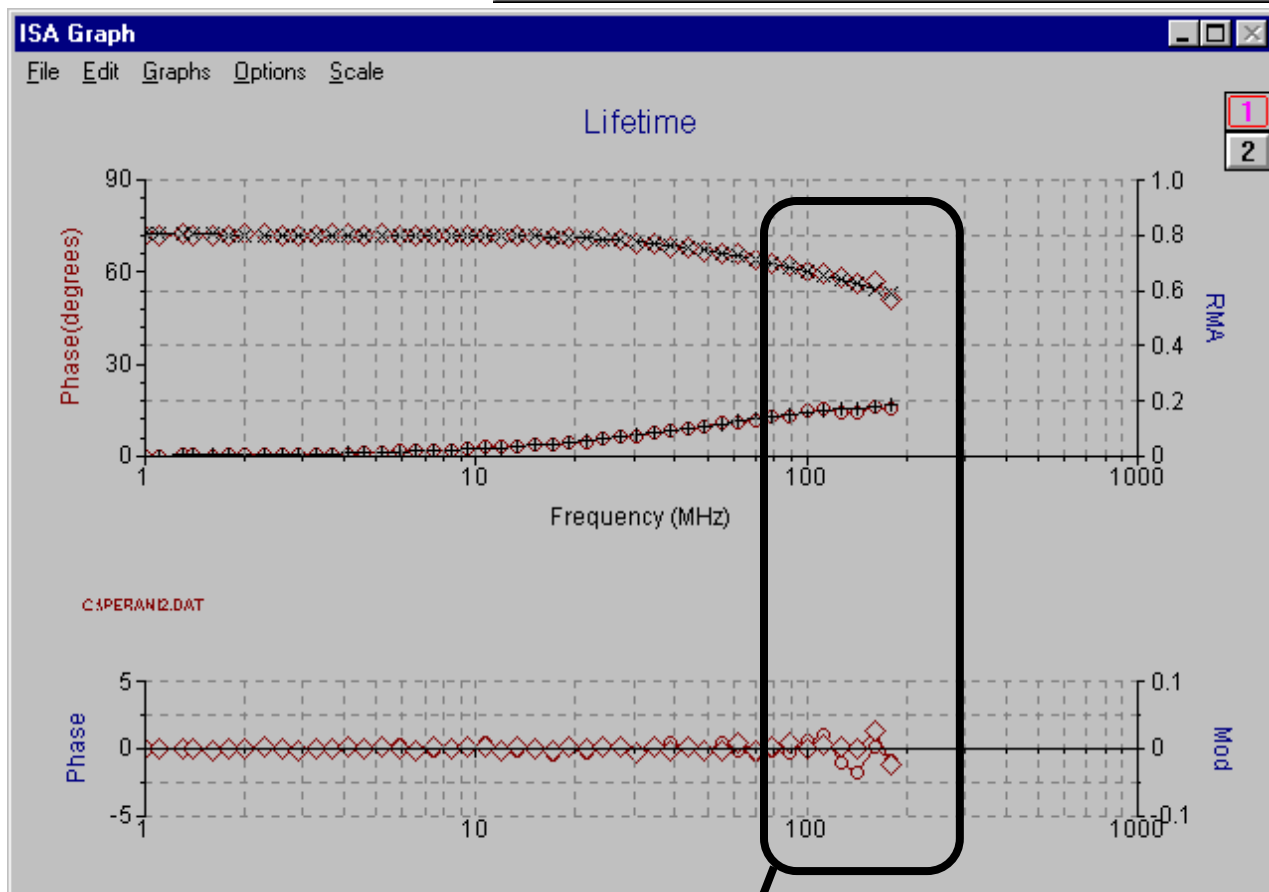 ISA Graph
File Edit Graphs Options Scale
1
2
Lifetime
90
60
30
0
Phase(degrees)
1.0
0.8
0.6
0.4
0.2
0
RMA
1 10 100 1000
Frequency (MHz)
C:\PERANI2.DAT
5
0
-5
Phase
0.1
0
-0.1
Mod
1 10 100 1000